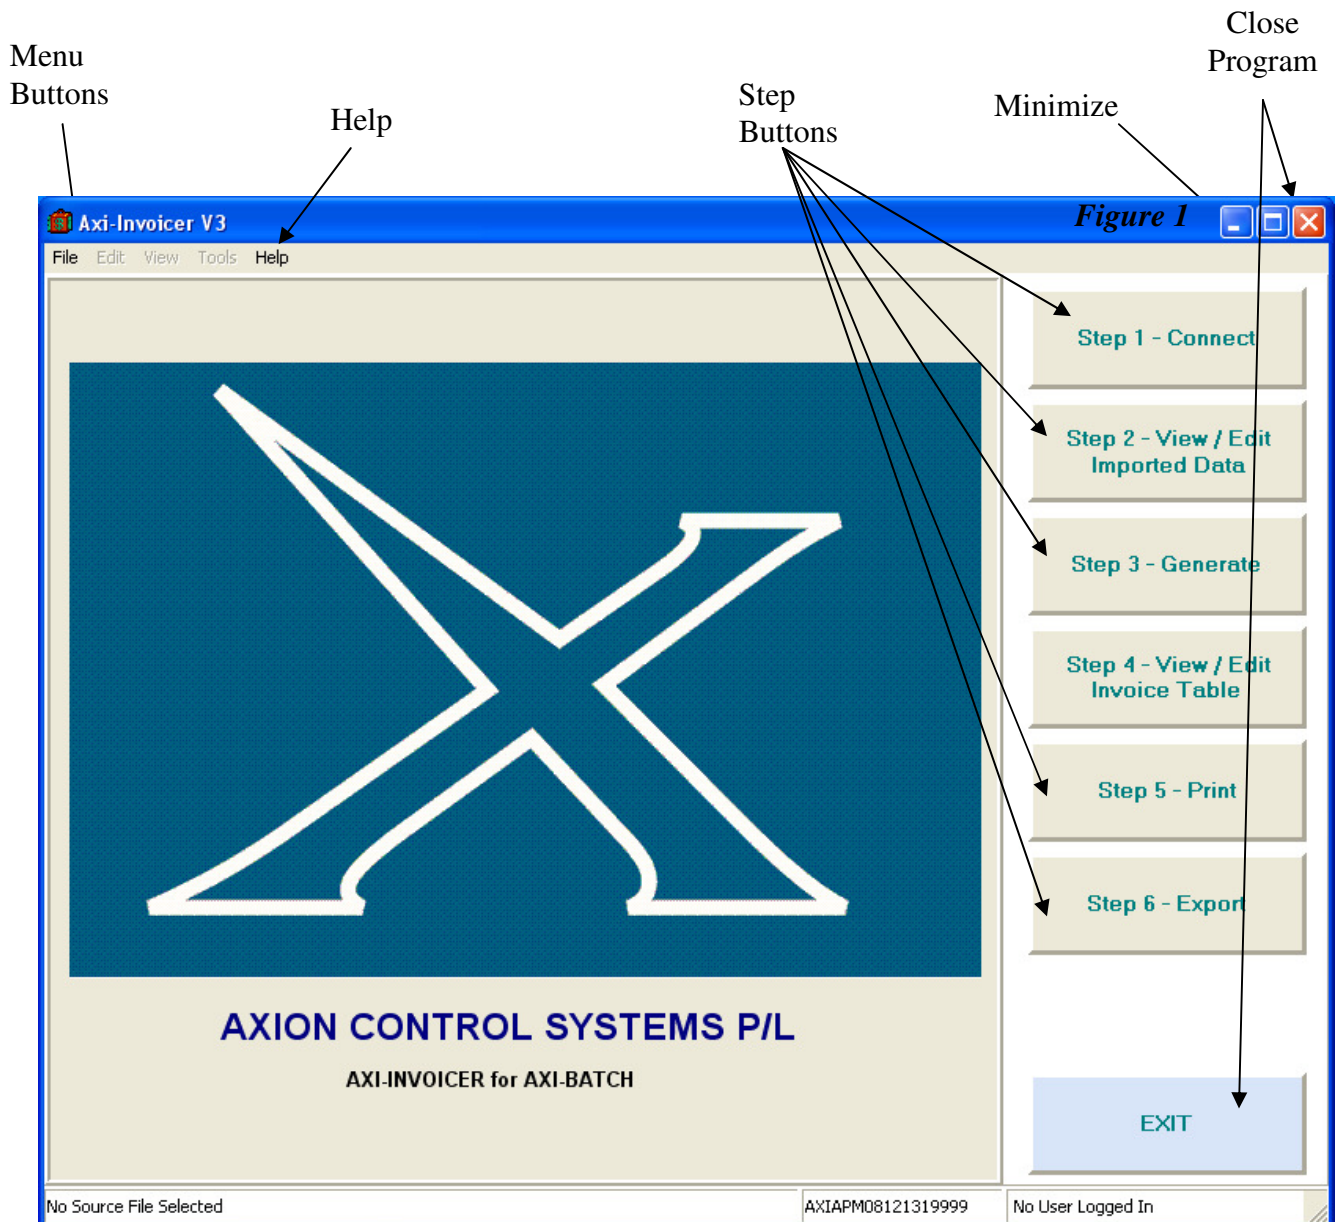 Close
Program
Menu
Buttons
Help
Step
Buttons
Minimize
Axi-Invoicer V3
Figure 1
File Edit View Tools Help
Step 1 - Connect
Step 2 - View / Edit
Imported Data
Step 3 - Generate
Step 4 - View / Edit
Invoice Table
Step 5 - Print
Step 6 - Export
AXION CONTROL SYSTEMS P/L
AXI-INVOICER for AXI-BATCH
EXIT
No Source File Selected
AXIAPM08121319999
No User Logged In